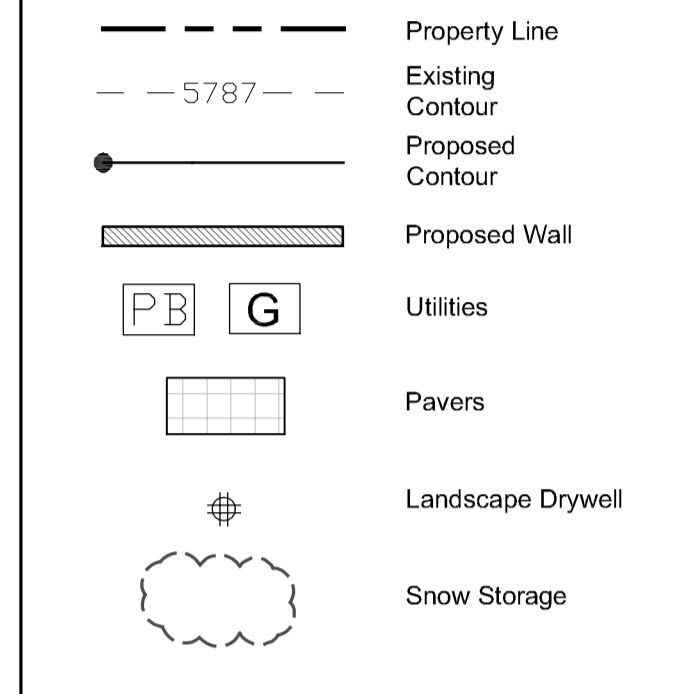 Property Line
5787
Existing
Contour
Proposed
Contour
Proposed Wall
PB G
Utilities
Pavers
Landscape Drywell
Snow Storage